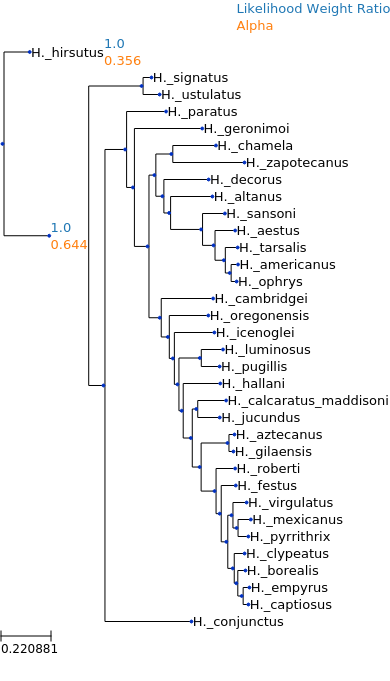 Likelihood Weight Ratio
Alpha
1.0
H._hirsutus
0.356
H._signatus
H._ustulatus
H._paratus
H._geronimoi
H._chamela
H._zapotecanus
H._decorus
H._altanus
H._sansoni
1.0
H._aestus
0.644
H._tarsalis
H._americanus
H._ophrys
H._cambridgei
H._oregonensis
H._icenoglei
H._luminosus
H._pugillis
H._hallani
H._calcaratus_maddisoni
H._jucundus
H._aztecanus
H._gilaensis
H._roberti
H._festus
H._virgulatus
H._mexicanus
H._pyrrithrix
H._clypeatus
H._borealis
H._empyrus
H._captiosus
H._conjunctus
0.220881